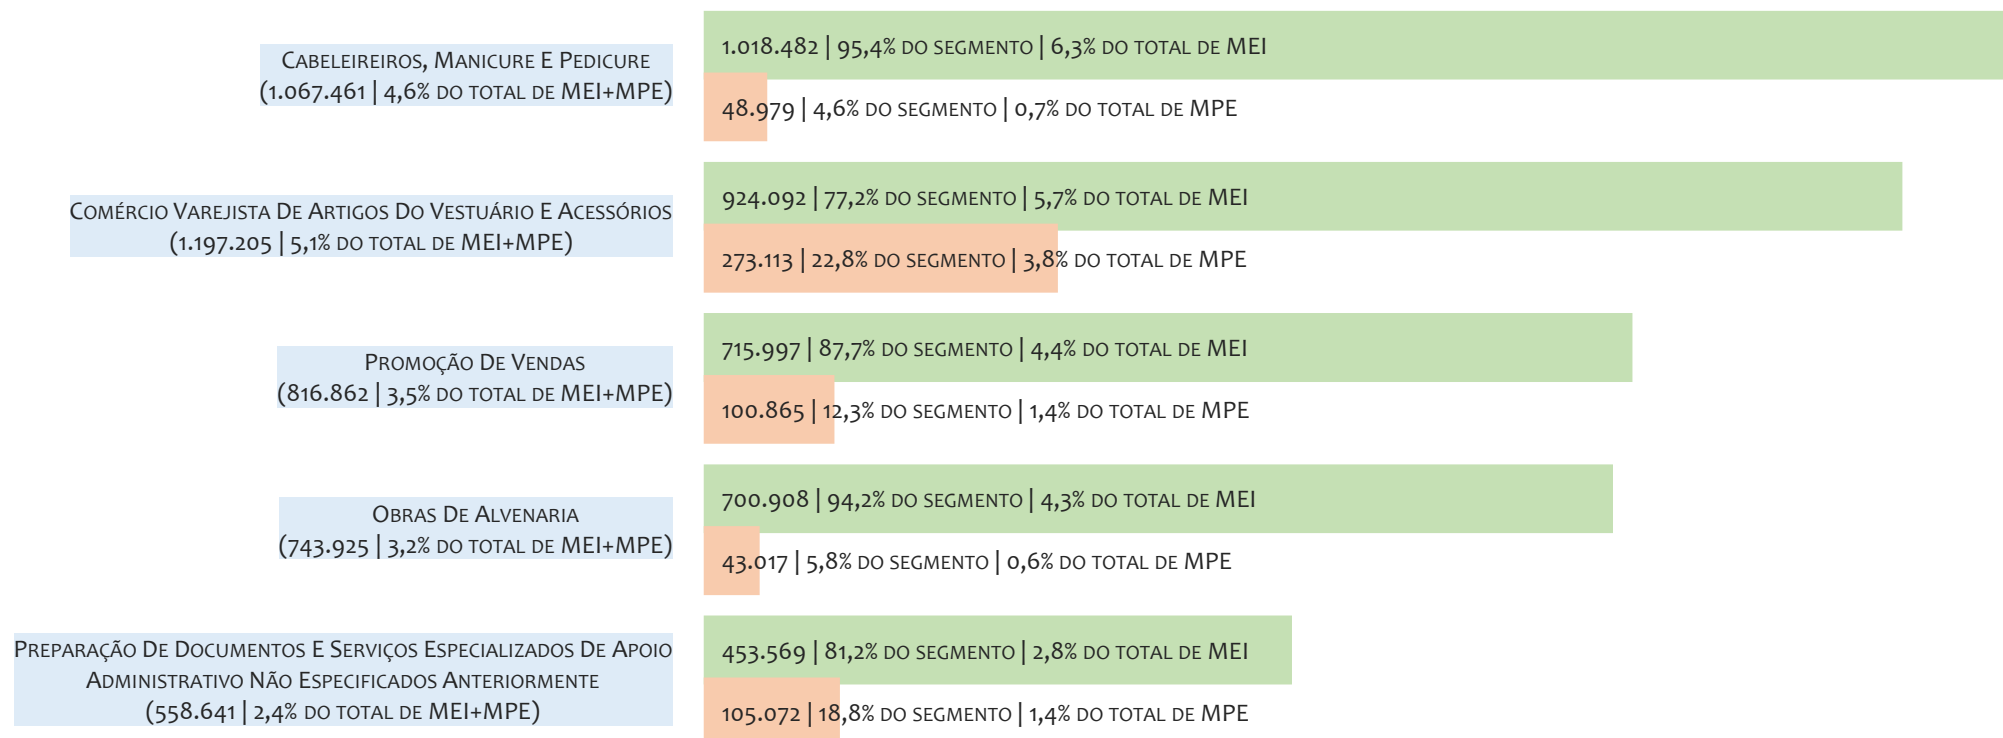 Cabeleireiros, Manicure E Pedicure
(1.067.461 | 4,6% do total de MEI+MPE)
1.018.482 | 95,4% do segmento | 6,3% do total de MEI
48.979 | 4,6% do segmento | 0,7% do total de MPE
Comércio Varejista De Artigos Do Vestuário E Acessórios
(1.197.205 | 5,1% do total de MEI+MPE)
924.092 | 77,2% do segmento | 5,7% do total de MEI
273.113 | 22,8% do segmento | 3,8% do total de MPE
Promoção De Vendas
(816.862 | 3,5% do total de MEI+MPE)
715.997 | 87,7% do segmento | 4,4% do total de MEI
100.865 | 12,3% do segmento | 1,4% do total de MPE
Obras De Alvenaria
(743.925 | 3,2% do total de MEI+MPE)
700.908 | 94,2% do segmento | 4,3% do total de MEI
43.017 | 5,8% do segmento | 0,6% do total de MPE
Preparação De Documentos E Serviços Especializados De Apoio
Administrativo Não Especificados Anteriormente
(558.641 | 2,4% do total de MEI+MPE)
453.569 | 81,2% do segmento | 2,8% do total de MEI
105.072 | 18,8% do segmento | 1,4% do total de MPE